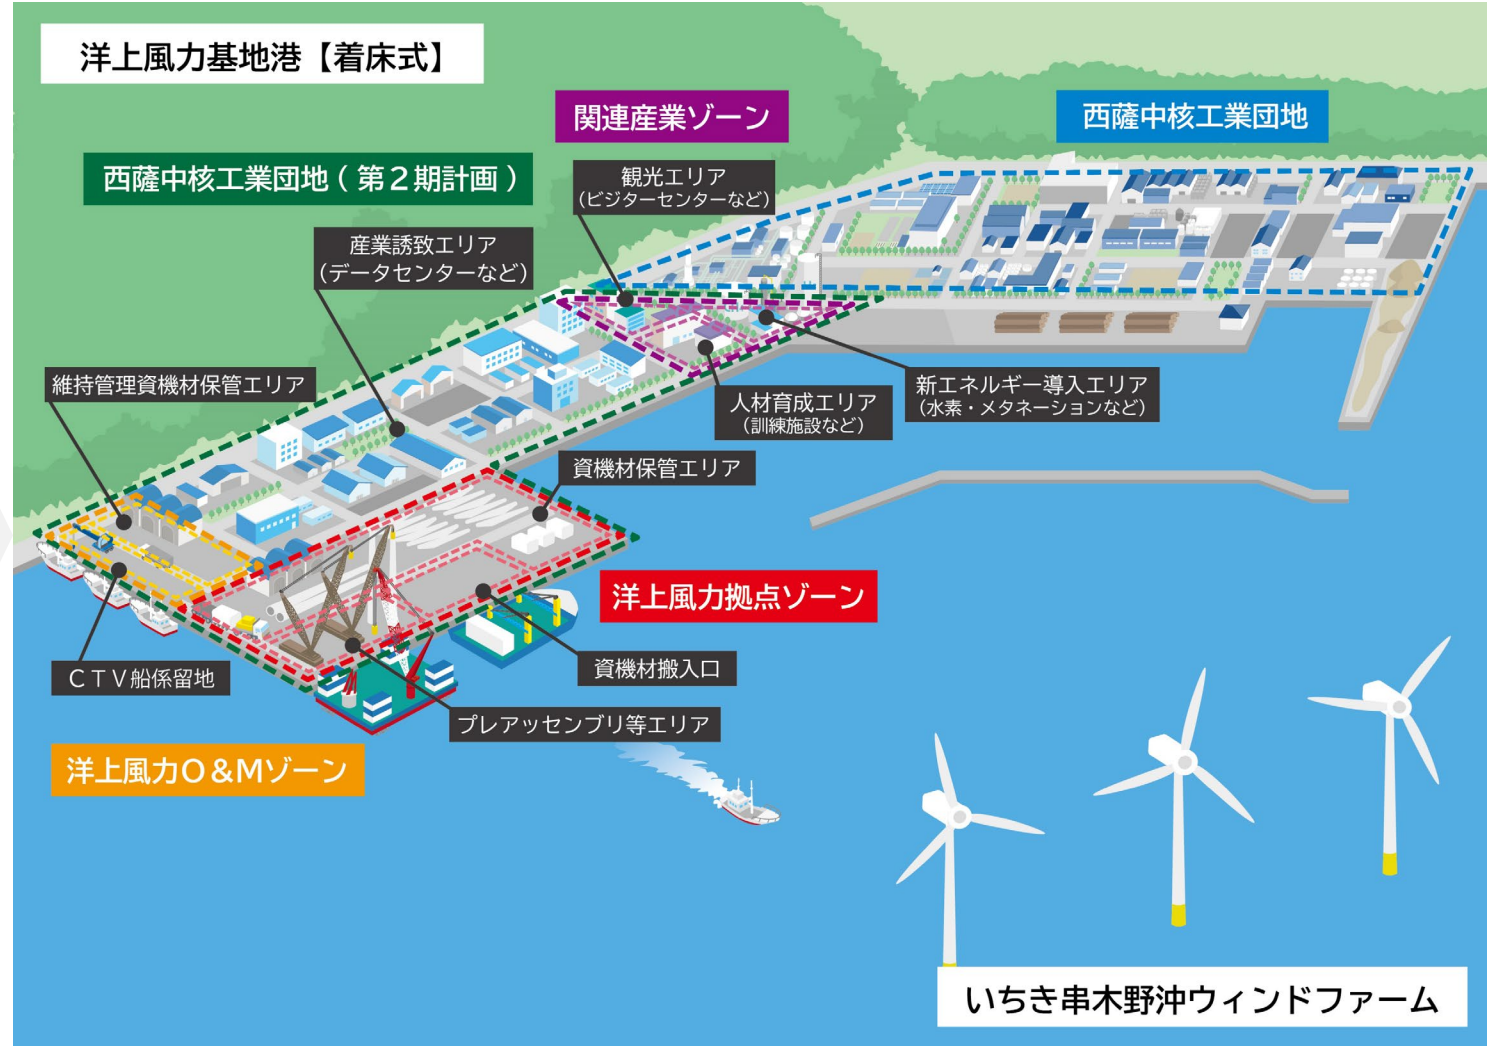 洋上風力基地港【着床式】
関連産業ゾーン
西薩中核工業団地
西薩中核工業団地（第２期計画）
観光エリア
（ビジターセンターなど）
産業誘致エリア
（データセンターなど）
維持管理資機材保管エリア
人材育成エリア
（訓練施設など）
新エネルギー導入エリア
（水素・メタネーションなど）
資機材保管エリア
洋上風力拠点ゾーン
ＣＴＶ船係留地
資機材搬入口
プレアッセンブリ等エリア
洋上風力O&Mゾーン
いちき串木野沖ウィンドファーム